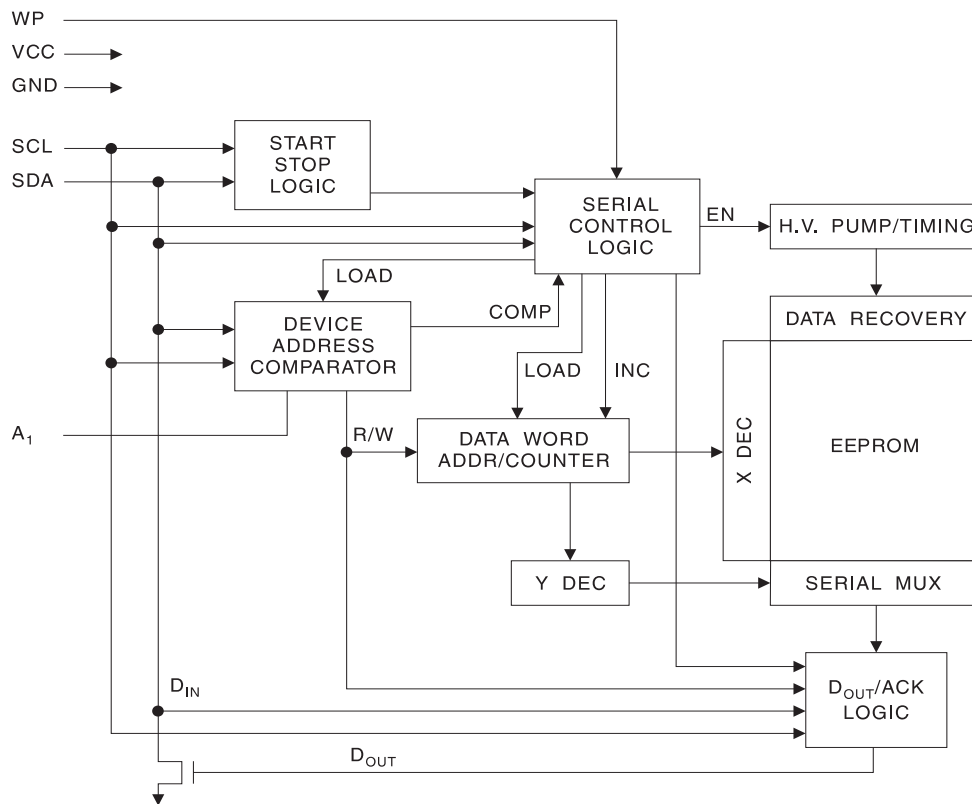 WP
VCC
GND
SCL
SDA
START
STOP
LOGIC
SERIAL
CONTROL
LOGIC
EN
H.V. PUMP/TIMING
LOAD
COMP
DEVICE
ADDRESS
COMPARATOR
DATA RECOVERY
LOAD
INC
A1
R/W
DATA WORD
ADDR/COUNTER
X DEC
EEPROM
Y DEC
SERIAL MUX
DIN
DOUT/ACK
LOGIC
DOUT